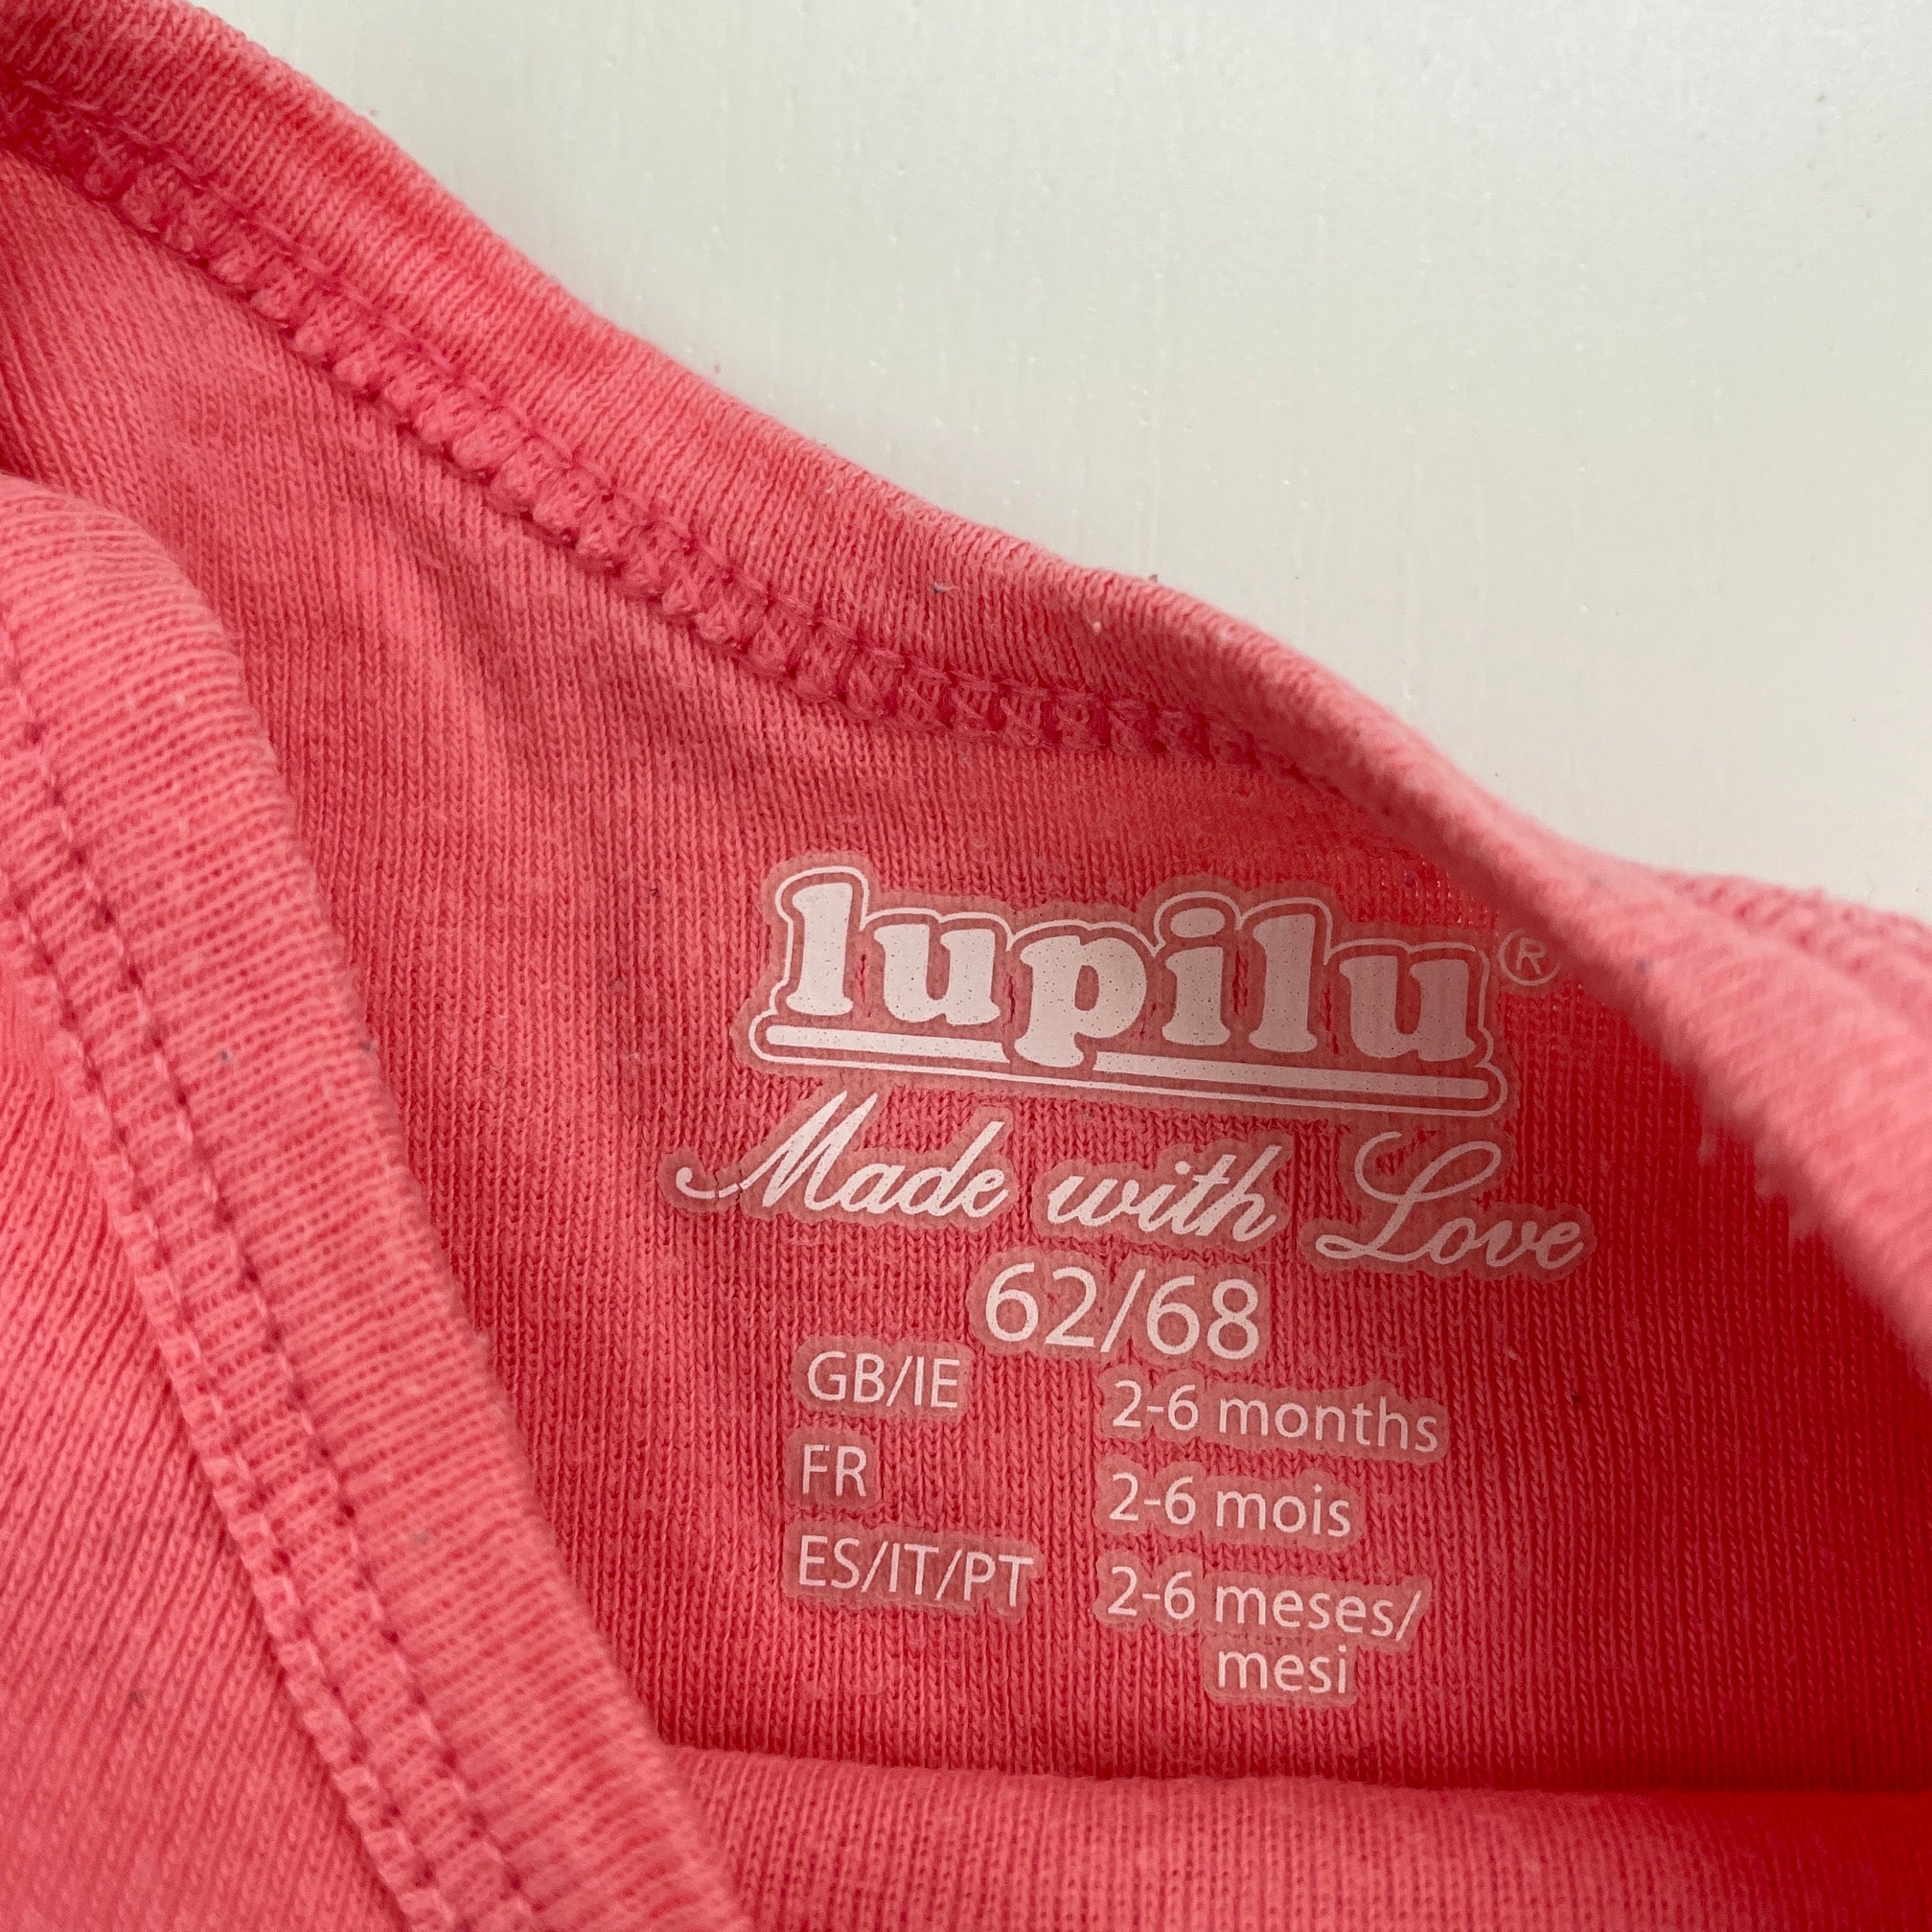 lupilu®
Made with Love
62/68
GB/IE 2-6 months
FR 2-6 mois
ES/IT/PT 2-6 meses/
mesi